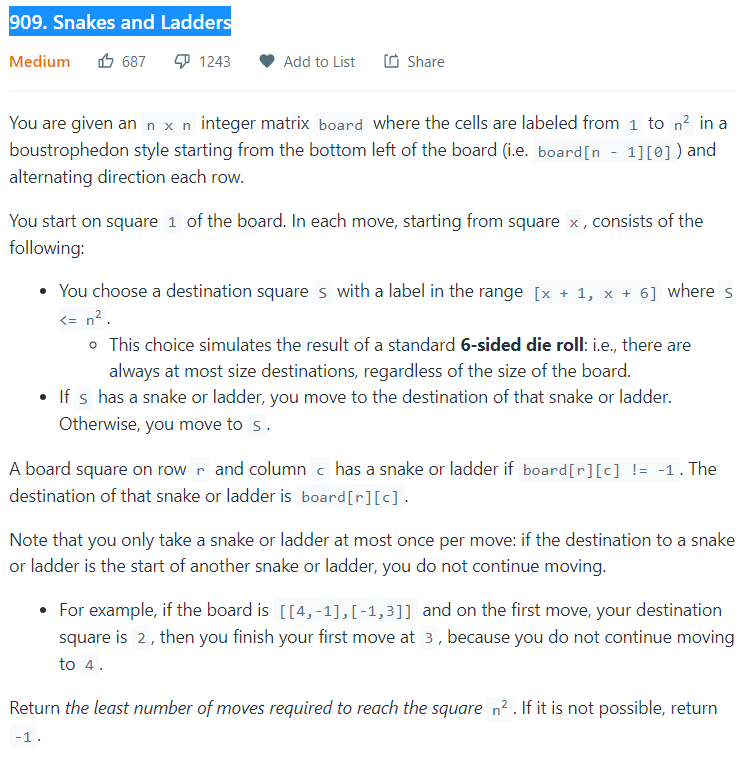 909. Snakes and Ladders
Medium 687 1243 Add to List Share
You are given an n x n integer matrix board where the cells are labeled from 1 to n² in a
boustrophedon style starting from the bottom left of the board (i.e. board[n - 1][0] ) and
alternating direction each row.
You start on square 1 of the board. In each move, starting from square x , consists of the
following:
• You choose a destination square S with a label in the range [x + 1, x + 6] where S
<= n² .
○ This choice simulates the result of a standard 6-sided die roll: i.e., there are
always at most size destinations, regardless of the size of the board.
• If S has a snake or ladder, you move to the destination of that snake or ladder.
Otherwise, you move to S .
A board square on row r and column c has a snake or ladder if board[r][c] != -1 . The
destination of that snake or ladder is board[r][c] .
Note that you only take a snake or ladder at most once per move: if the destination to a snake
or ladder is the start of another snake or ladder, you do not continue moving.
• For example, if the board is [[4,-1],[-1,3]] and on the first move, your destination
square is 2 , then you finish your first move at 3 , because you do not continue moving
to 4 .
Return the least number of moves required to reach the square n² . If it is not possible, return
-1 .